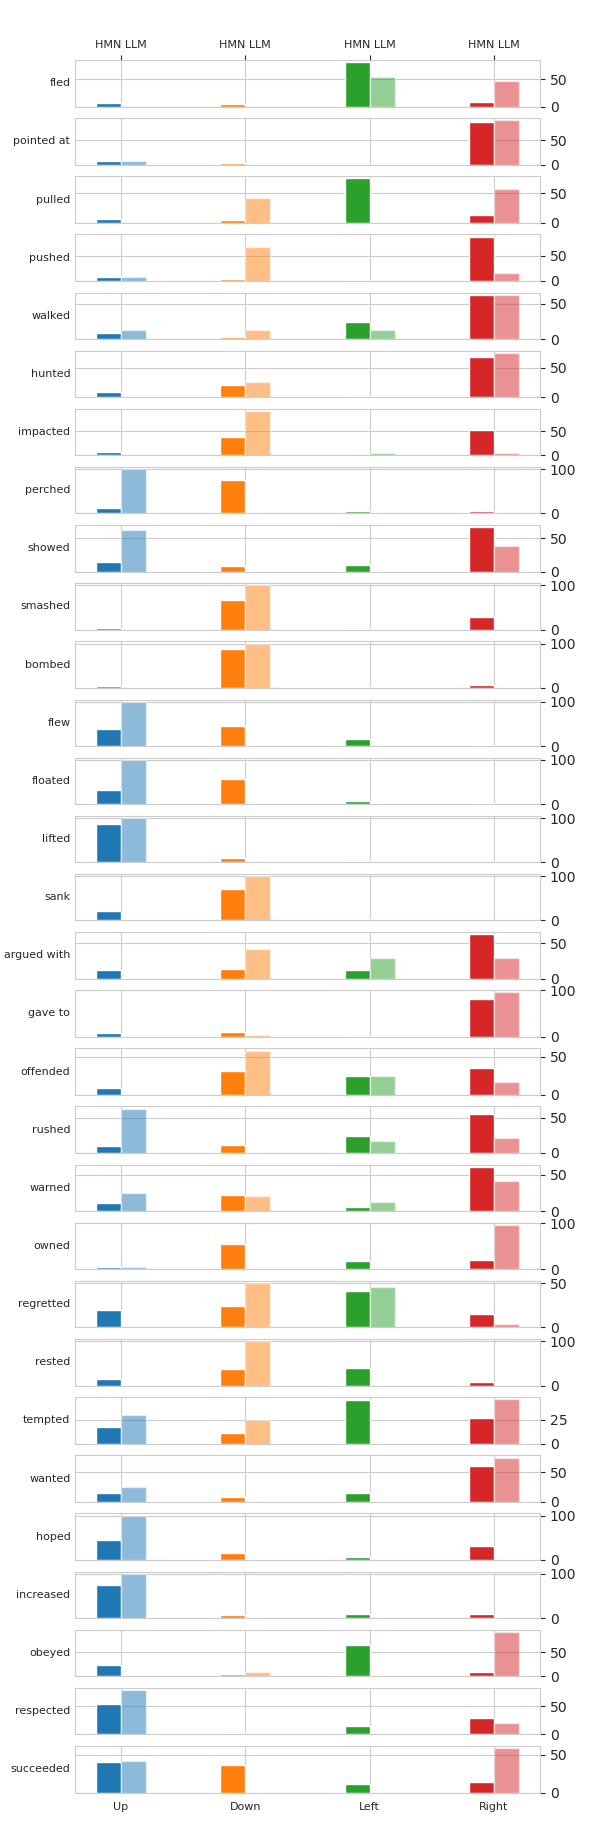 HMN LLM HMN LLM HMN LLM HMN LLM
fled 50 0
pointed at 50 0
pulled 50 0
pushed 50 0
walked 50 0
hunted 50 0
impacted 50 0
perched 100 0
showed 50 0
smashed 100 0
bombed 100 0
flew 100 0
floated 100 0
lifted 100 0
sank 100 0
argued with 50 0
gave to 100 0
offended 50 0
rushed 50 0
warned 50 0
owned 100 0
regretted 50 0
rested 100 0
tempted 25 0
wanted 50 0
hoped 100 0
increased 100 0
obeyed 50 0
respected 50 0
succeeded 50 0
Up Down Left Right